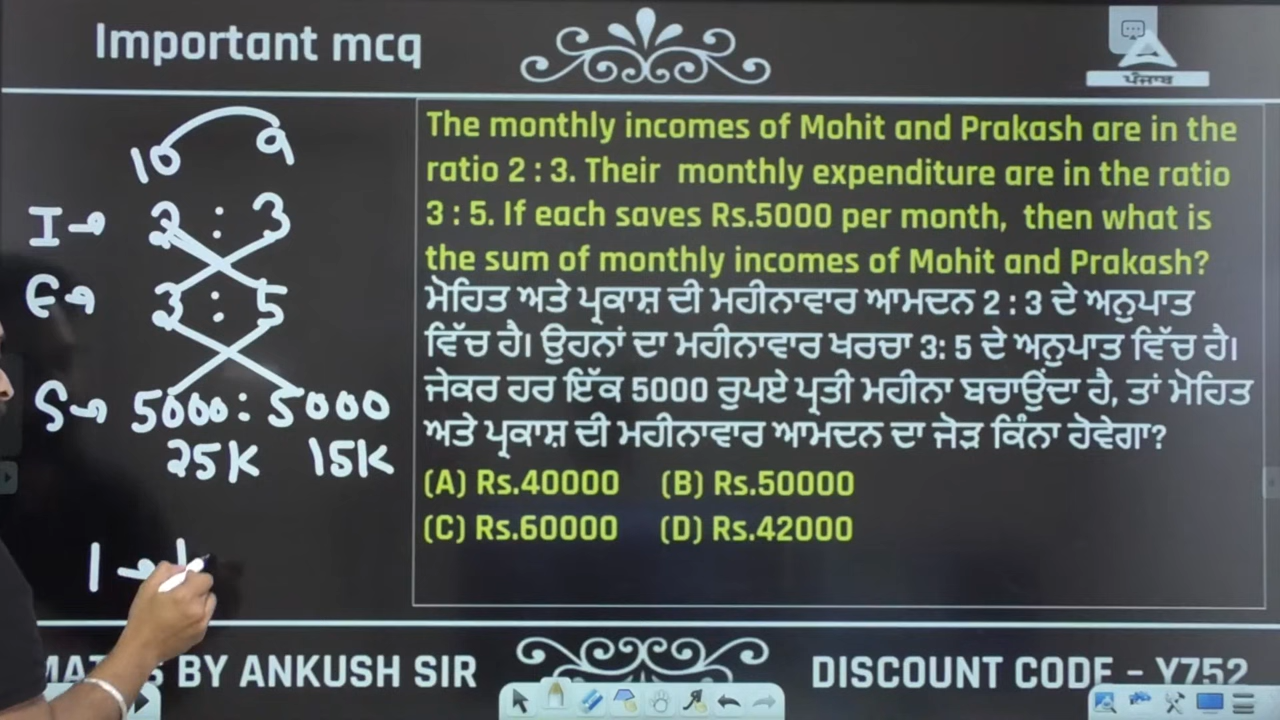 Important mcq
ਪੰਜਾਬ
10 9
I→ 2 : 3
E→ 3 : 5
S→ 5000 : 5000
25K 15K
1→
The monthly incomes of Mohit and Prakash are in the
ratio 2 : 3. Their monthly expenditure are in the ratio
3 : 5. If each saves Rs.5000 per month, then what is
the sum of monthly incomes of Mohit and Prakash?
ਮੋਹਿਤ ਅਤੇ ਪ੍ਰਕਾਸ਼ ਦੀ ਮਹੀਨਾਵਾਰ ਆਮਦਨ 2 : 3 ਦੇ ਅਨੁਪਾਤ
ਵਿੱਚ ਹੈ। ਉਹਨਾਂ ਦਾ ਮਹੀਨਾਵਾਰ ਖਰਚਾ 3: 5 ਦੇ ਅਨੁਪਾਤ ਵਿੱਚ ਹੈ।
ਜੇਕਰ ਹਰ ਇੱਕ 5000 ਰੁਪਏ ਪ੍ਰਤੀ ਮਹੀਨਾ ਬਚਾਉਂਦਾ ਹੈ, ਤਾਂ ਮੋਹਿਤ
ਅਤੇ ਪ੍ਰਕਾਸ਼ ਦੀ ਮਹੀਨਾਵਾਰ ਆਮਦਨ ਦਾ ਜੋੜ ਕਿੰਨਾ ਹੋਵੇਗਾ?
(A) Rs.40000 (B) Rs.50000
(C) Rs.60000 (D) Rs.42000
BY ANKUSH SIR
DISCOUNT CODE - Y752